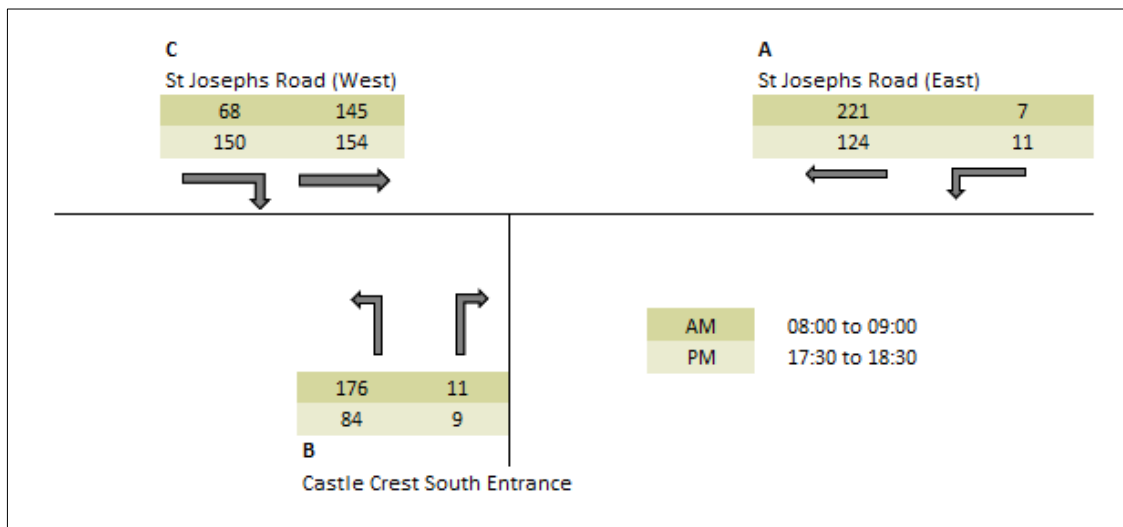 C
St Josephs Road (West)
68 145
150 154
A
St Josephs Road (East)
221 7
124 11
176 11
84 9
B
Castle Crest South Entrance
AM 08:00 to 09:00
PM 17:30 to 18:30